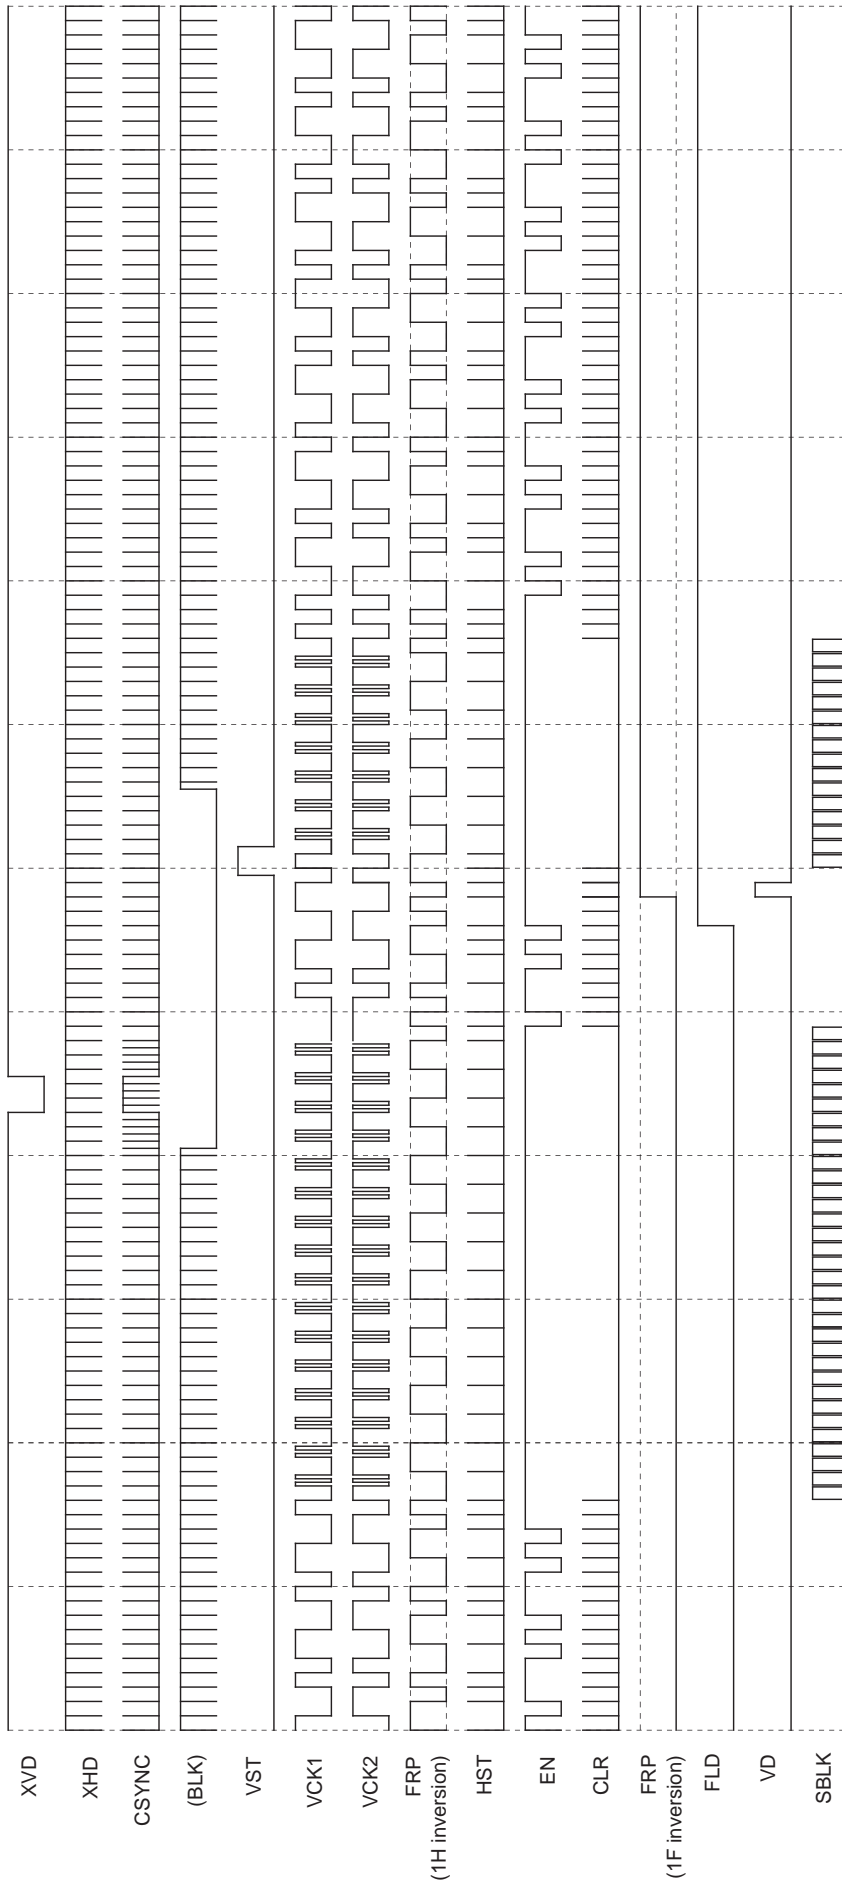 XVD
XHD
CSYNC
(BLK)
VST
VCK1
VCK2
FRP
(1H inversion)
HST
EN
CLR
FRP
(1F inversion)
FLD
VD
SBLK